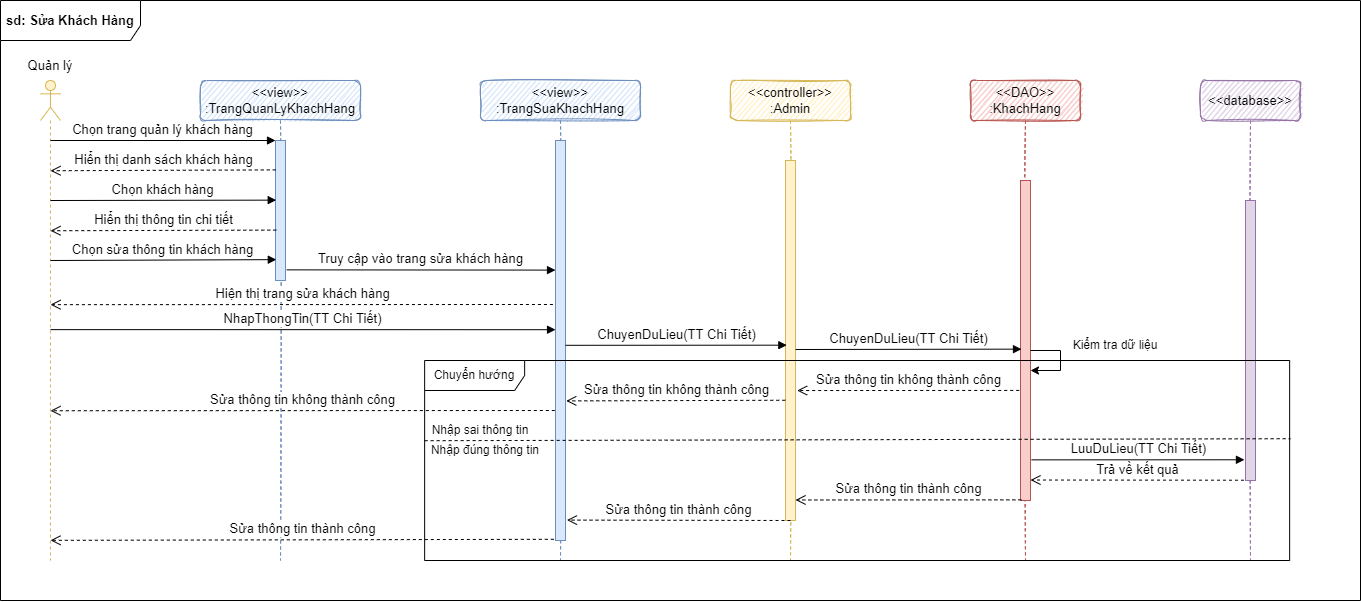 sd: Sửa Khách Hàng
Quản lý
<<view>>
:TrangQuanLyKhachHang
<<view>>
:TrangSuaKhachHang
<<controller>>
:Admin
<<DAO>>
:KhachHang
<<database>>
Chọn trang quản lý khách hàng
Hiển thị danh sách khách hàng
Chọn khách hàng
Hiển thị thông tin chi tiết
Chọn sửa thông tin khách hàng
Truy cập vào trang sửa khách hàng
Hiện thị trang sửa khách hàng
NhapThongTin(TT Chi Tiết)
ChuyenDuLieu(TT Chi Tiết)
ChuyenDuLieu(TT Chi Tiết)
Kiểm tra dữ liệu
Chuyển hướng
Sửa thông tin không thành công
Sửa thông tin không thành công
Sửa thông tin không thành công
Nhập sai thông tin
Nhập đúng thông tin
LuuDuLieu(TT Chi Tiết)
Trả về kết quả
Sửa thông tin thành công
Sửa thông tin thành công
Sửa thông tin thành công